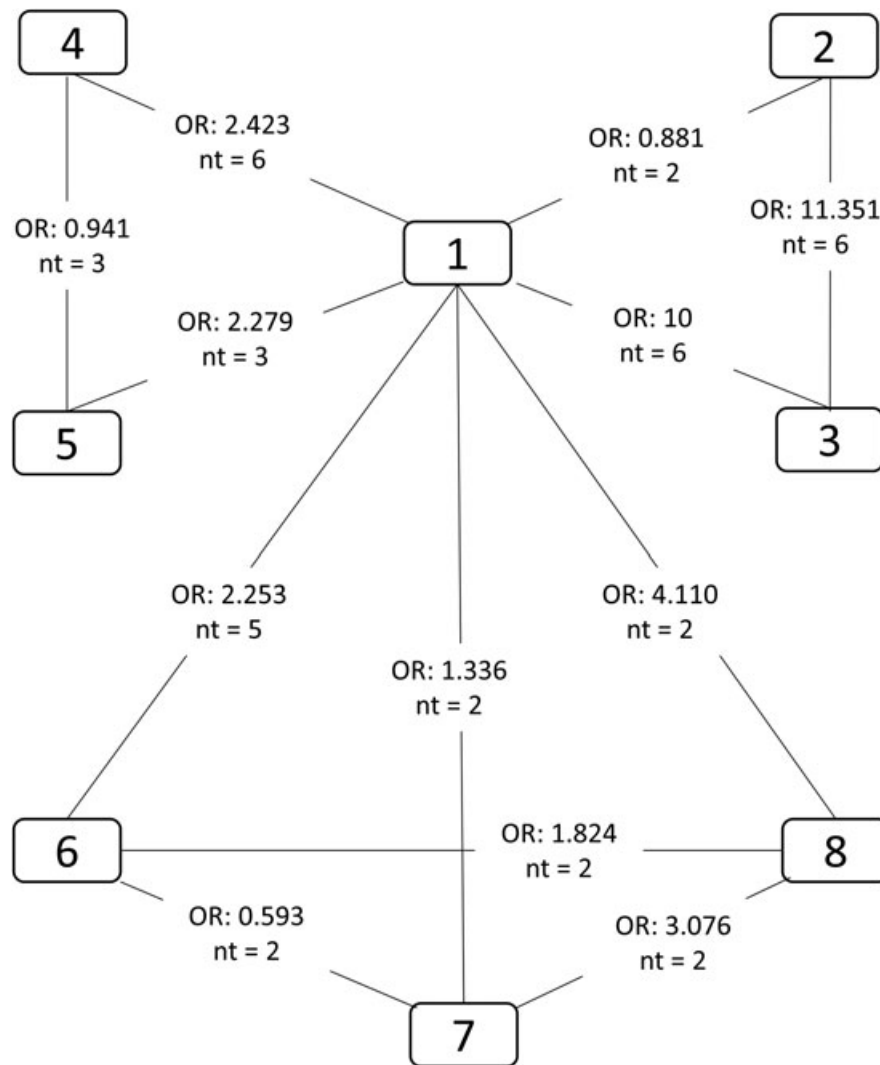 4
2
OR: 2.423
nt = 6
OR: 0.881
nt = 2
OR: 0.941
nt = 3
1
OR: 11.351
nt = 6
OR: 2.279
nt = 3
OR: 10
nt = 6
5
3
OR: 2.253
nt = 5
OR: 4.110
nt = 2
OR: 1.336
nt = 2
6
OR: 1.824
nt = 2
8
OR: 0.593
nt = 2
OR: 3.076
nt = 2
7